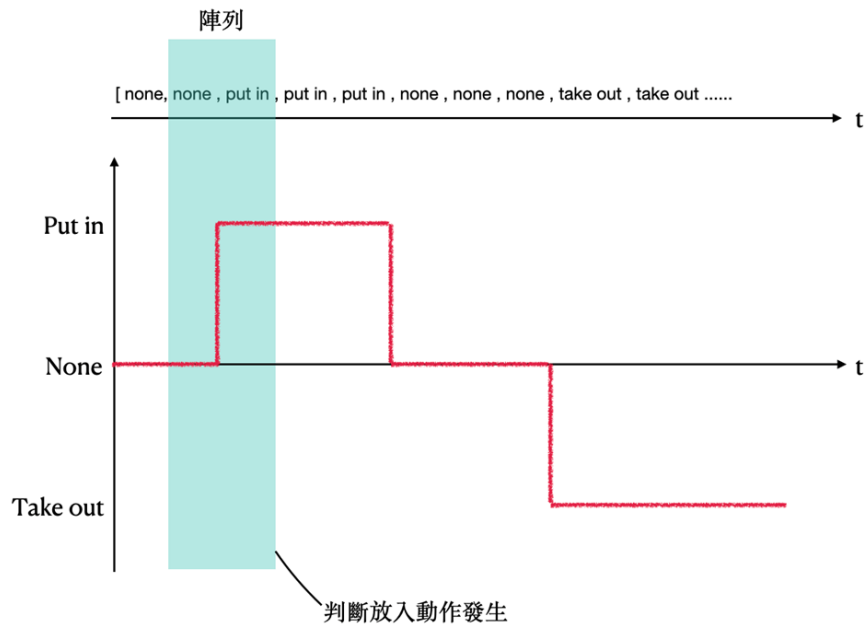 陣列
[ none, none , put in , put in , put in , none , none , none , take out , take out ......
t
Put in
None
t
Take out
判斷放入動作發生